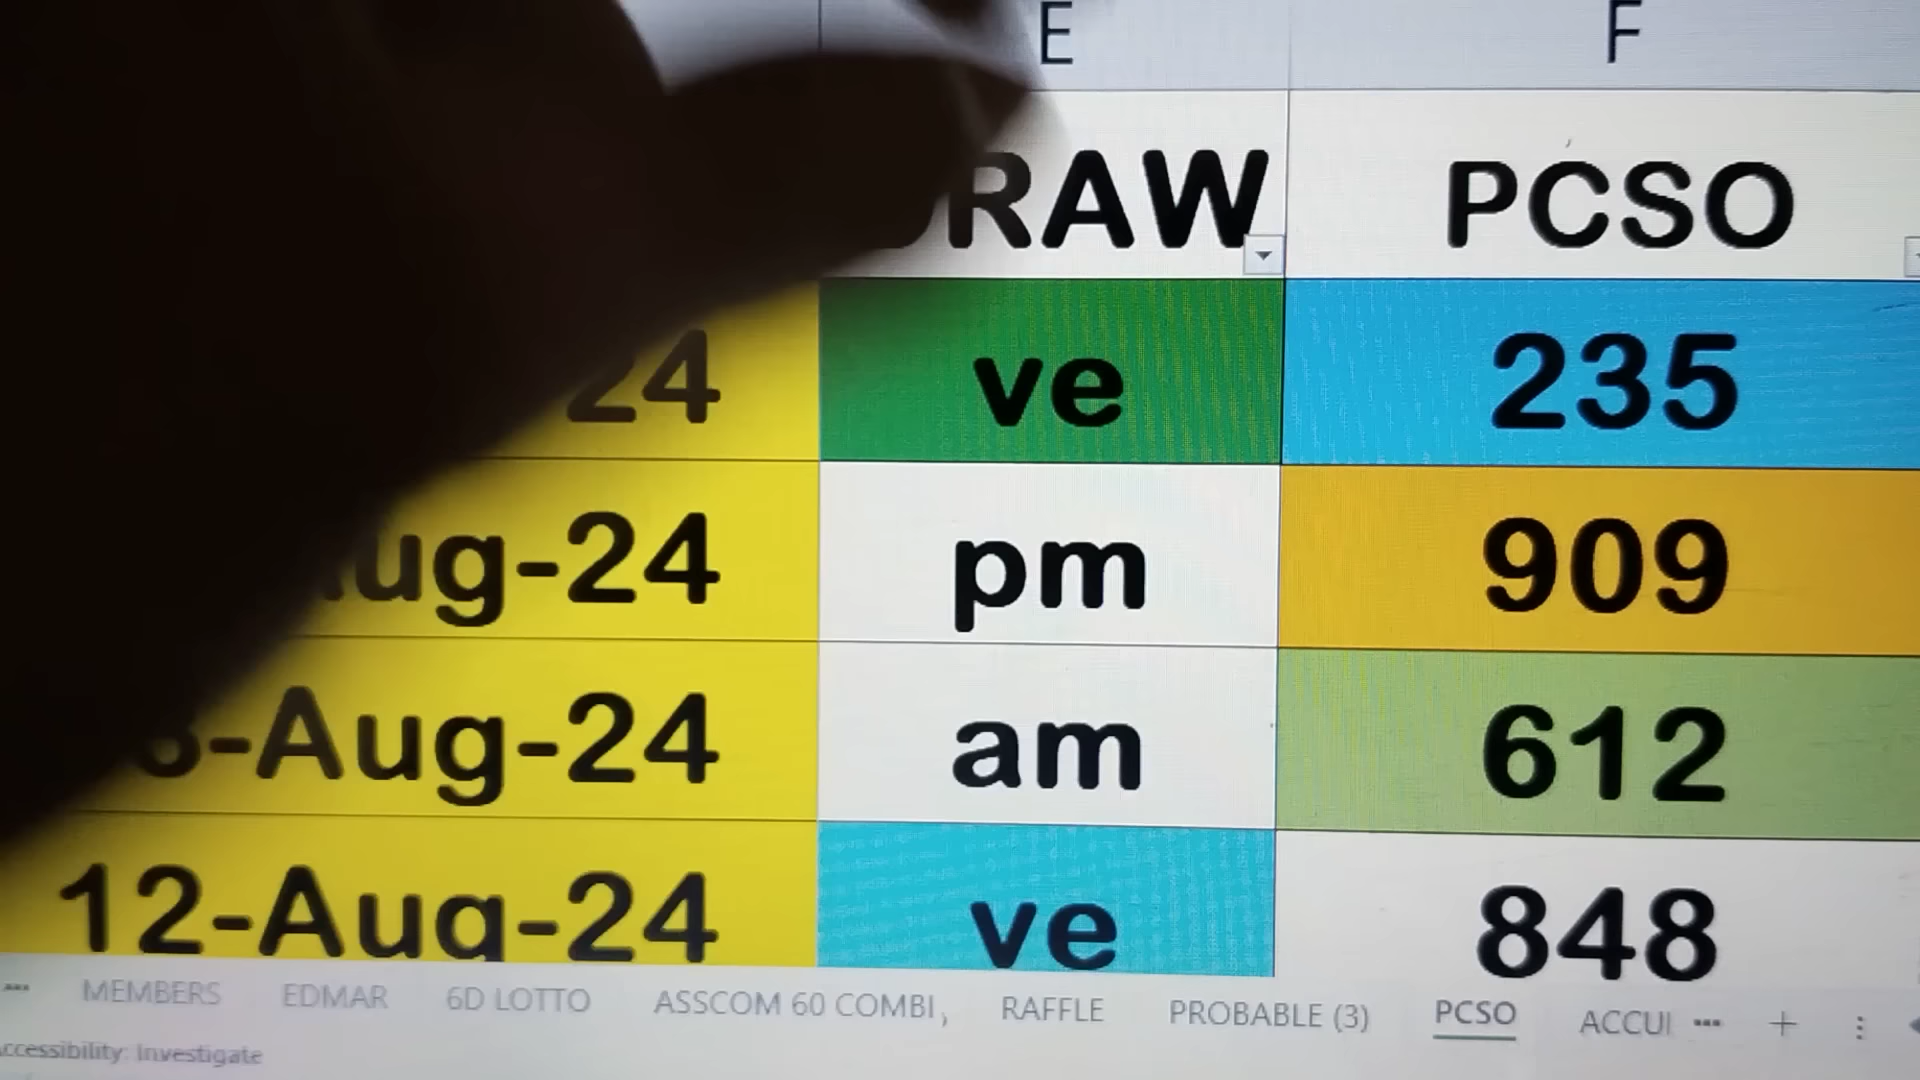 E F
RAW PCSO
24 ve 235
ug-24 pm 909
-Aug-24 am 612
12-Aug-24 ve 848
MEMBERS EDMAR 6D LOTTO ASSCOM 60 COMBI, RAFFLE PROBABLE (3) PCSO ACCUI
ccessibility: Investigate